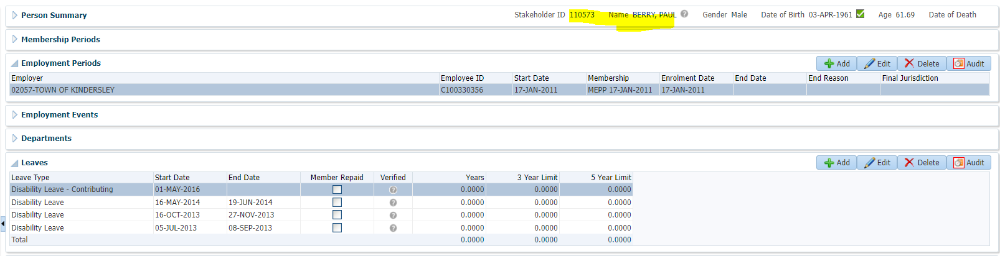 Person Summary Stakeholder ID 110573 Name BERRY, PAUL Gender Male Date of Birth 03-APR-1961 Age 61.69 Date of Death
Membership Periods
Employment Periods Add Edit Delete Audit
Employer Employee ID Start Date Membership Enrolment Date End Date End Reason Final Jurisdiction
02057-TOWN OF KINDERSLEY C100330356 17-JAN-2011 MEPP 17-JAN-2011 17-JAN-2011
Employment Events
Departments
Leaves Add Edit Delete Audit
Leave Type Start Date End Date Member Repaid Verified Years 3 Year Limit 5 Year Limit
Disability Leave - Contributing 01-MAY-2016 0.0000 0.0000 0.0000
Disability Leave 16-MAY-2014 19-JUN-2014 0.0000 0.0000 0.0000
Disability Leave 16-OCT-2013 27-NOV-2013 0.0000 0.0000 0.0000
Disability Leave 05-JUL-2013 08-SEP-2013 0.0000 0.0000 0.0000
Total 0.0000 0.0000 0.0000